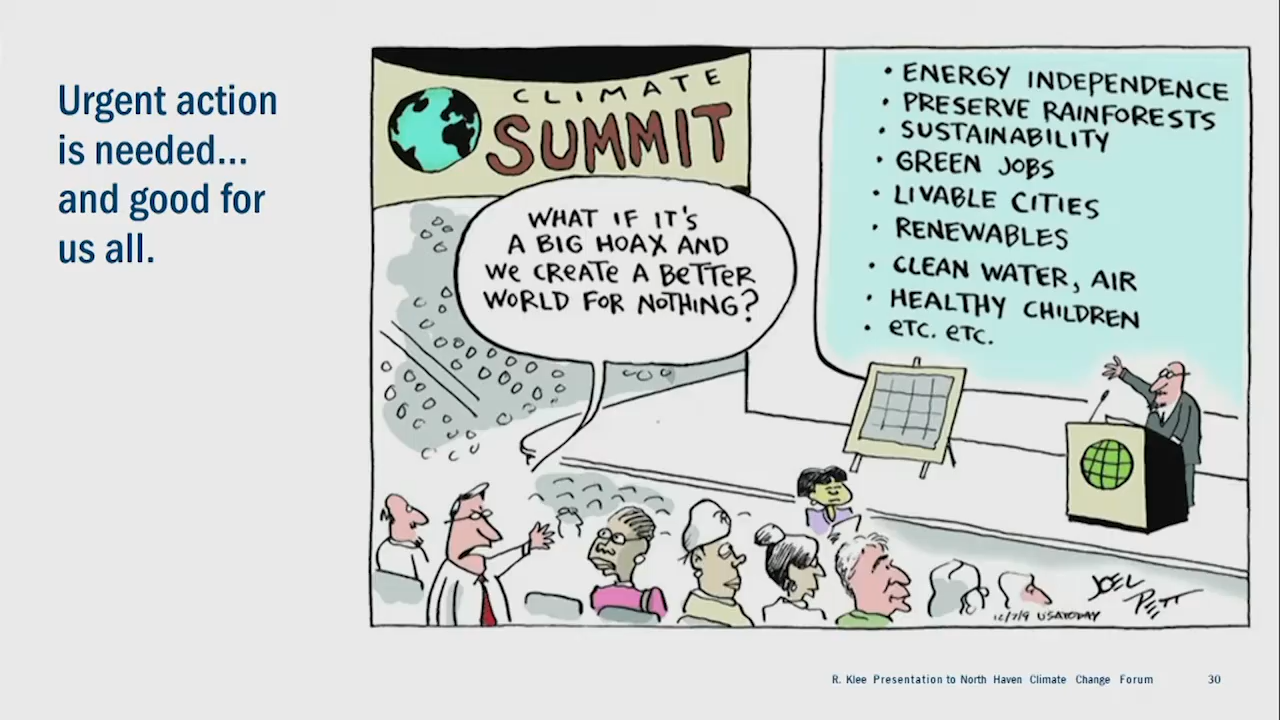 Urgent action
is needed...
and good for
us all.
CLIMATE
SUMMIT
WHAT IF IT'S
A BIG HOAX AND
WE CREATE A BETTER
WORLD FOR NOTHING?
• ENERGY INDEPENDENCE
• PRESERVE RAINFORESTS
• SUSTAINABILITY
• GREEN JOBS
• LIVABLE CITIES
• RENEWABLES
• CLEAN WATER, AIR
• HEALTHY CHILDREN
• ETC. ETC.
JOEL
PETT
12/7/9 USA TODAY
R. Klee Presentation to North Haven Climate Change Forum 30